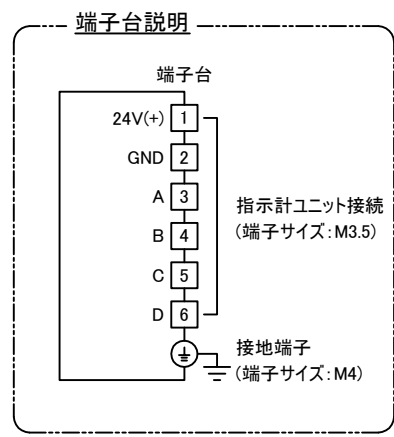 端子台説明
端子台
24V(+) 1
GND 2
A 3
B 4
C 5
D 6
指示計ユニット接続
(端子サイズ:M3.5)
接地端子
(端子サイズ:M4)